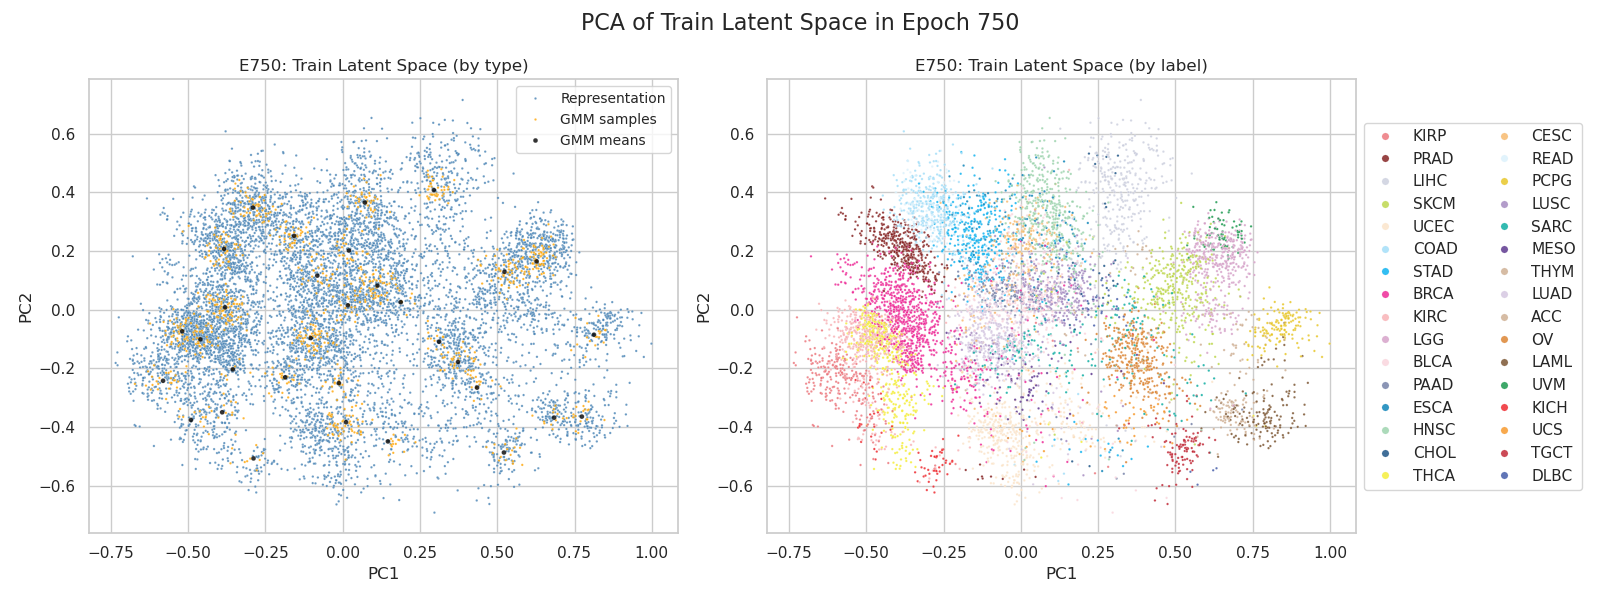 PCA of Train Latent Space in Epoch 750
E750: Train Latent Space (by type)
Representation
GMM samples
GMM means
0.6
0.4
0.2
0.0
−0.2
−0.4
−0.6
PC2
−0.75 −0.50 −0.25 0.00 0.25 0.50 0.75 1.00
PC1
E750: Train Latent Space (by label)
0.6
0.4
0.2
0.0
−0.2
−0.4
−0.6
PC2
−0.75 −0.50 −0.25 0.00 0.25 0.50 0.75 1.00
PC1
KIRP CESC
PRAD READ
LIHC PCPG
SKCM LUSC
UCEC SARC
COAD MESO
STAD THYM
BRCA LUAD
KIRC ACC
LGG OV
BLCA LAML
PAAD UVM
ESCA KICH
HNSC UCS
CHOL TGCT
THCA DLBC